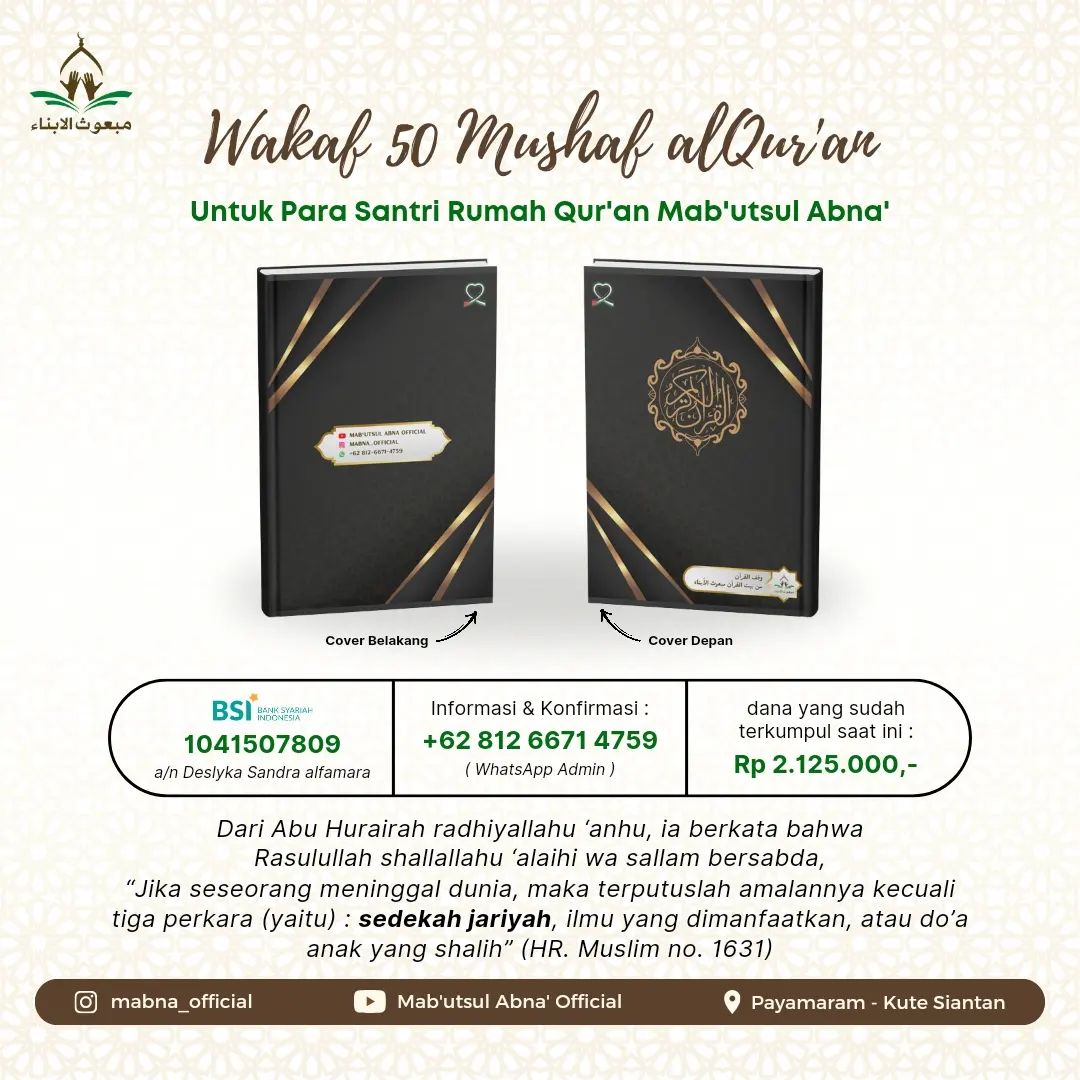 مبعوث الابناء
Wakaf 50 Mushaf alQur'an
Untuk Para Santri Rumah Qur'an Mab'utsul Abna'
MAB'UTSUL ABNA OFFICIAL
MABNA_OFFICIAL
+62 812-6671-4759
القرآن الكريم
وقف القرآن
من بيت القرآن مبعوث الأبناء
Cover Belakang
Cover Depan
BSI BANK SYARIAH
INDONESIA
1041507809
a/n Deslyka Sandra alfamara
Informasi & Konfirmasi :
+62 812 6671 4759
( WhatsApp Admin )
dana yang sudah
terkumpul saat ini :
Rp 2.125.000,-
Dari Abu Hurairah radhiyallahu ‘anhu, ia berkata bahwa
Rasulullah shallallahu ‘alaihi wa sallam bersabda,
“Jika seseorang meninggal dunia, maka terputuslah amalannya kecuali
tiga perkara (yaitu) : sedekah jariyah, ilmu yang dimanfaatkan, atau do’a
anak yang shalih” (HR. Muslim no. 1631)
mabna_official
Mab'utsul Abna' Official
Payamaram - Kute Siantan